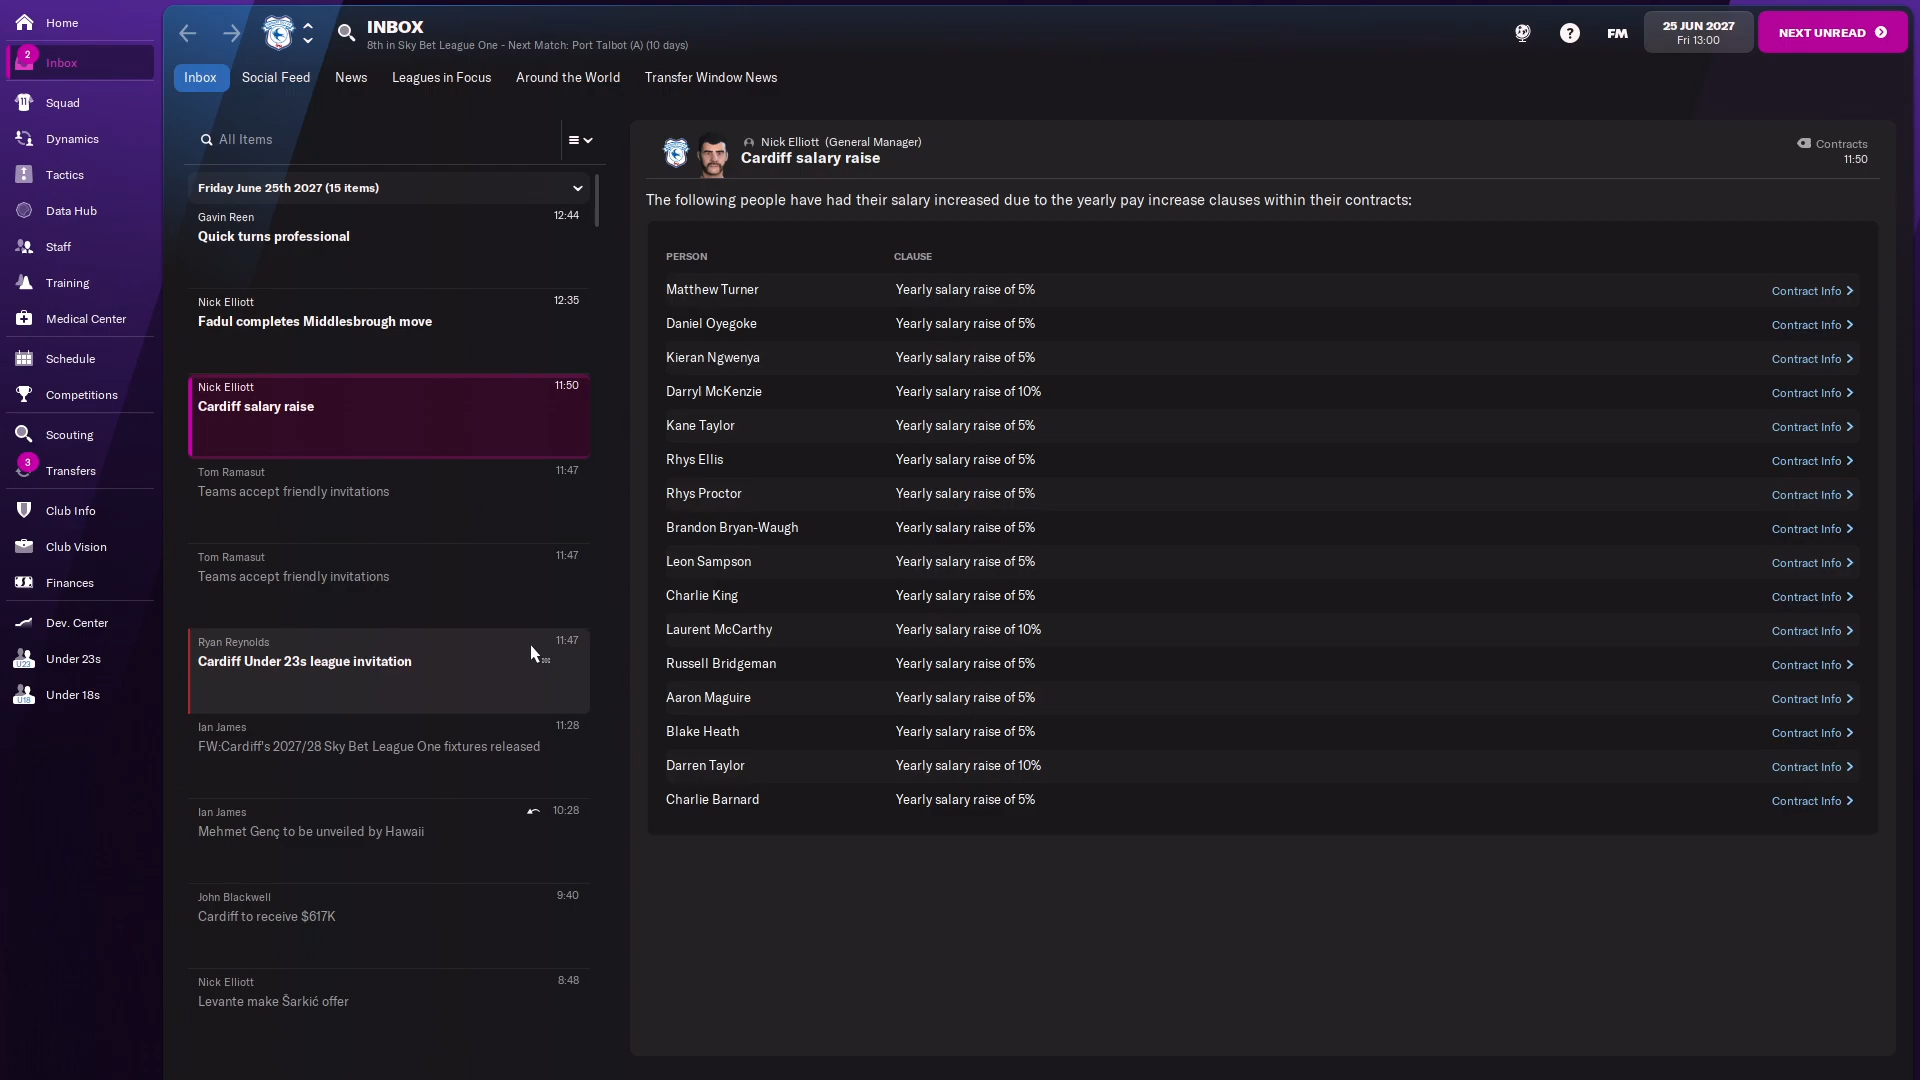 Home
2
Inbox
Squad
Dynamics
Tactics
Data Hub
Staff
Training
Medical Center
Schedule
Competitions
Scouting
3
Transfers
Club Info
Club Vision
Finances
Dev. Center
U23
Under 23s
U18
Under 18s
INBOX
8th in Sky Bet League One - Next Match: Port Talbot (A) (10 days)
?
FM
25 JUN 2027
Fri 13:00
NEXT UNREAD
Inbox Social Feed News Leagues in Focus Around the World Transfer Window News
All Items
Friday June 25th 2027 (15 items)
Gavin Reen 12:44
Quick turns professional
Nick Elliott 12:35
Fadul completes Middlesbrough move
Nick Elliott 11:50
Cardiff salary raise
Tom Ramasut 11:47
Teams accept friendly invitations
Tom Ramasut 11:47
Teams accept friendly invitations
Ryan Reynolds 11:47
Cardiff Under 23s league invitation
Ian James 11:28
FW:Cardiff's 2027/28 Sky Bet League One fixtures released
Ian James 10:28
Mehmet Genç to be unveiled by Hawaii
John Blackwell 9:40
Cardiff to receive $617K
Nick Elliott 8:48
Levante make Šarkić offer
Nick Elliott (General Manager)
Cardiff salary raise
Contracts
11:50
The following people have had their salary increased due to the yearly pay increase clauses within their contracts:
PERSON CLAUSE
Matthew Turner Yearly salary raise of 5% Contract Info
Daniel Oyegoke Yearly salary raise of 5% Contract Info
Kieran Ngwenya Yearly salary raise of 5% Contract Info
Darryl McKenzie Yearly salary raise of 10% Contract Info
Kane Taylor Yearly salary raise of 5% Contract Info
Rhys Ellis Yearly salary raise of 5% Contract Info
Rhys Proctor Yearly salary raise of 5% Contract Info
Brandon Bryan-Waugh Yearly salary raise of 5% Contract Info
Leon Sampson Yearly salary raise of 5% Contract Info
Charlie King Yearly salary raise of 5% Contract Info
Laurent McCarthy Yearly salary raise of 10% Contract Info
Russell Bridgeman Yearly salary raise of 5% Contract Info
Aaron Maguire Yearly salary raise of 5% Contract Info
Blake Heath Yearly salary raise of 5% Contract Info
Darren Taylor Yearly salary raise of 10% Contract Info
Charlie Barnard Yearly salary raise of 5% Contract Info